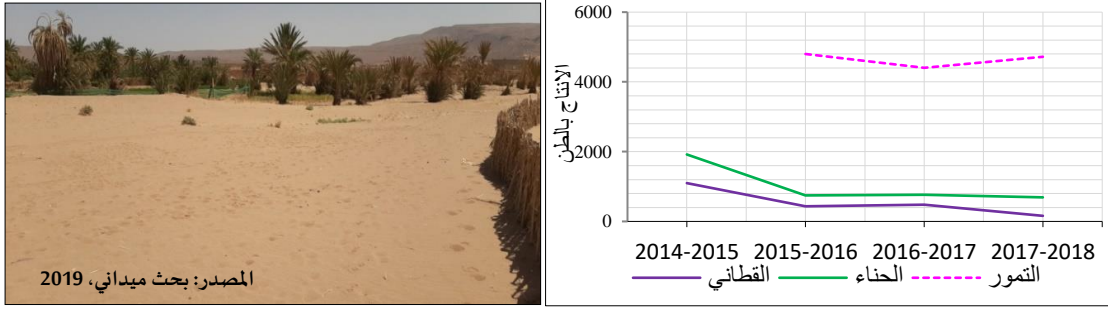 المصدر: بحث ميداني، 2019
الانتاج بالطن
6000
4000
2000
0
2014-2015 2015-2016 2016-2017 2017-2018
القطاني الحناء التمور